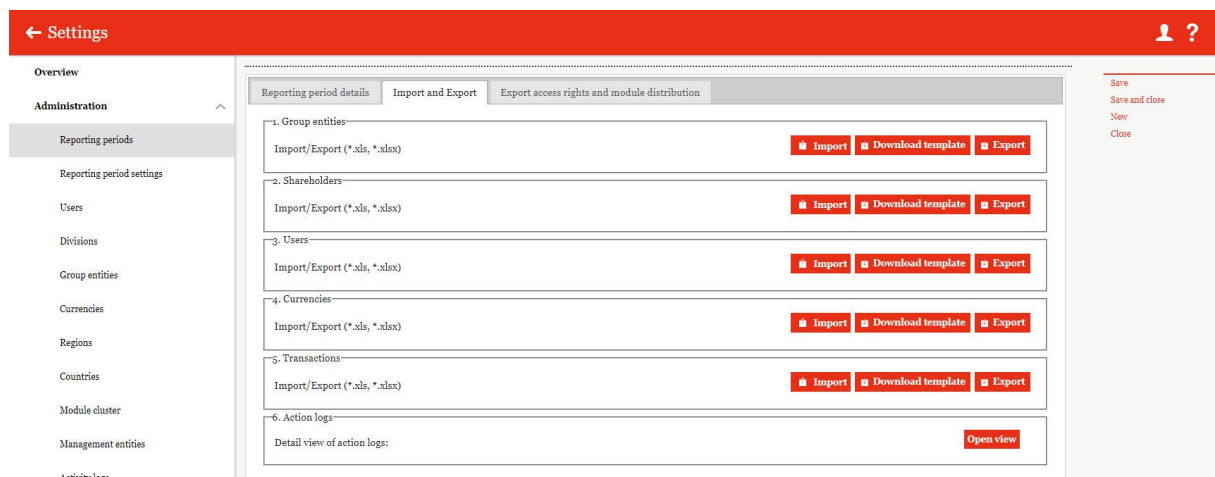 ← Settings
?
Overview
Administration
Reporting periods
Reporting period settings
Users
Divisions
Group entities
Currencies
Regions
Countries
Module cluster
Management entities
Reporting period details Import and Export Export access rights and module distribution
1. Group entities
Import/Export (*.xls, *.xlsx) Import Download template Export
2. Shareholders
Import/Export (*.xls, *.xlsx) Import Download template Export
3. Users
Import/Export (*.xls, *.xlsx) Import Download template Export
4. Currencies
Import/Export (*.xls, *.xlsx) Import Download template Export
5. Transactions
Import/Export (*.xls, *.xlsx) Import Download template Export
6. Action logs
Detail view of action logs: Open view
Save
Save and close
New
Close